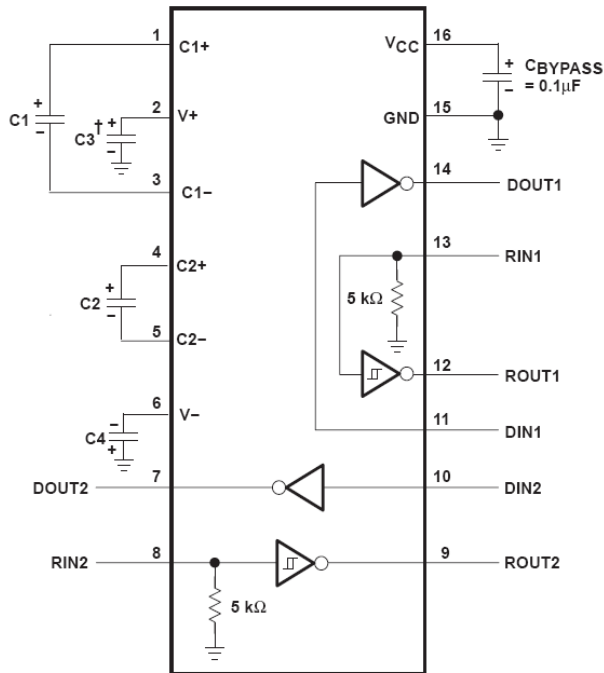 1
C1+
VCC
16
+
CBYPASS
−
= 0.1µF
C1
+
−
2
V+
C3†
+
−
GND
15
3
C1−
14
DOUT1
4
C2+
13
RIN1
C2
+
−
5 kΩ
5
C2−
12
ROUT1
6
V−
C4
−
+
11
DIN1
DOUT2
7
10
DIN2
RIN2
8
9
ROUT2
5 kΩ